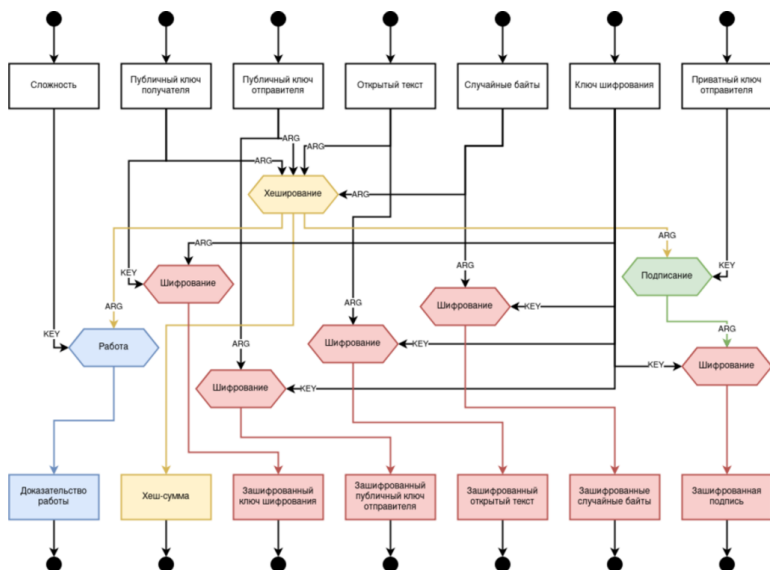 Сложность
Публичный ключ
получателя
Публичный ключ
отправителя
Открытый текст
Случайные байты
Ключ шифрования
Приватный ключ
отправителя
ARG
ARG
ARG
ARG
Хеширование
ARG
ARG
ARG
KEY
Шифрование
ARG
Подписание
KEY
ARG
Шифрование
KEY
ARG
ARG
KEY
Работа
ARG
Шифрование
KEY
Шифрование
KEY
KEY
Шифрование
Доказательство
работы
Хеш-сумма
Зашифрованный
ключ шифрования
Зашифрованный
публичный ключ
отправителя
Зашифрованный
открытый текст
Зашифрованные
случайные байты
Зашифрованная
подпись